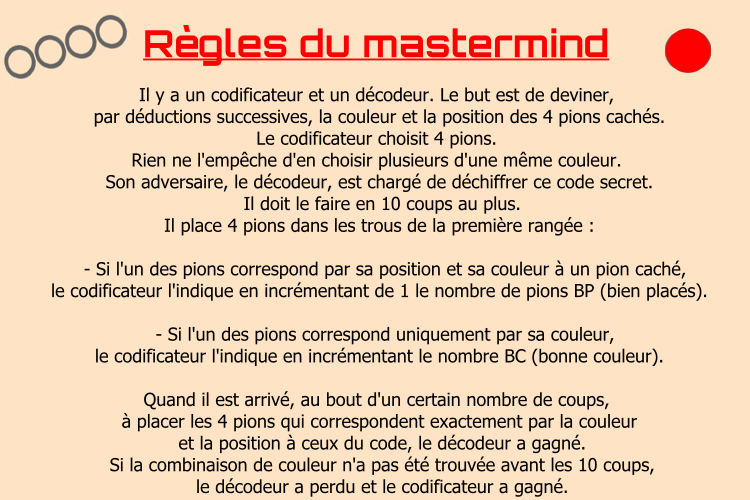 Règles du mastermind
Il y a un codificateur et un décodeur. Le but est de deviner,
par déductions successives, la couleur et la position des 4 pions cachés.
Le codificateur choisit 4 pions.
Rien ne l'empêche d'en choisir plusieurs d'une même couleur.
Son adversaire, le décodeur, est chargé de déchiffrer ce code secret.
Il doit le faire en 10 coups au plus.
Il place 4 pions dans les trous de la première rangée :
- Si l'un des pions correspond par sa position et sa couleur à un pion caché,
le codificateur l'indique en incrémentant de 1 le nombre de pions BP (bien placés).
- Si l'un des pions correspond uniquement par sa couleur,
le codificateur l'indique en incrémentant le nombre BC (bonne couleur).
Quand il est arrivé, au bout d'un certain nombre de coups,
à placer les 4 pions qui correspondent exactement par la couleur
et la position à ceux du code, le décodeur a gagné.
Si la combinaison de couleur n'a pas été trouvée avant les 10 coups,
le décodeur a perdu et le codificateur a gagné.